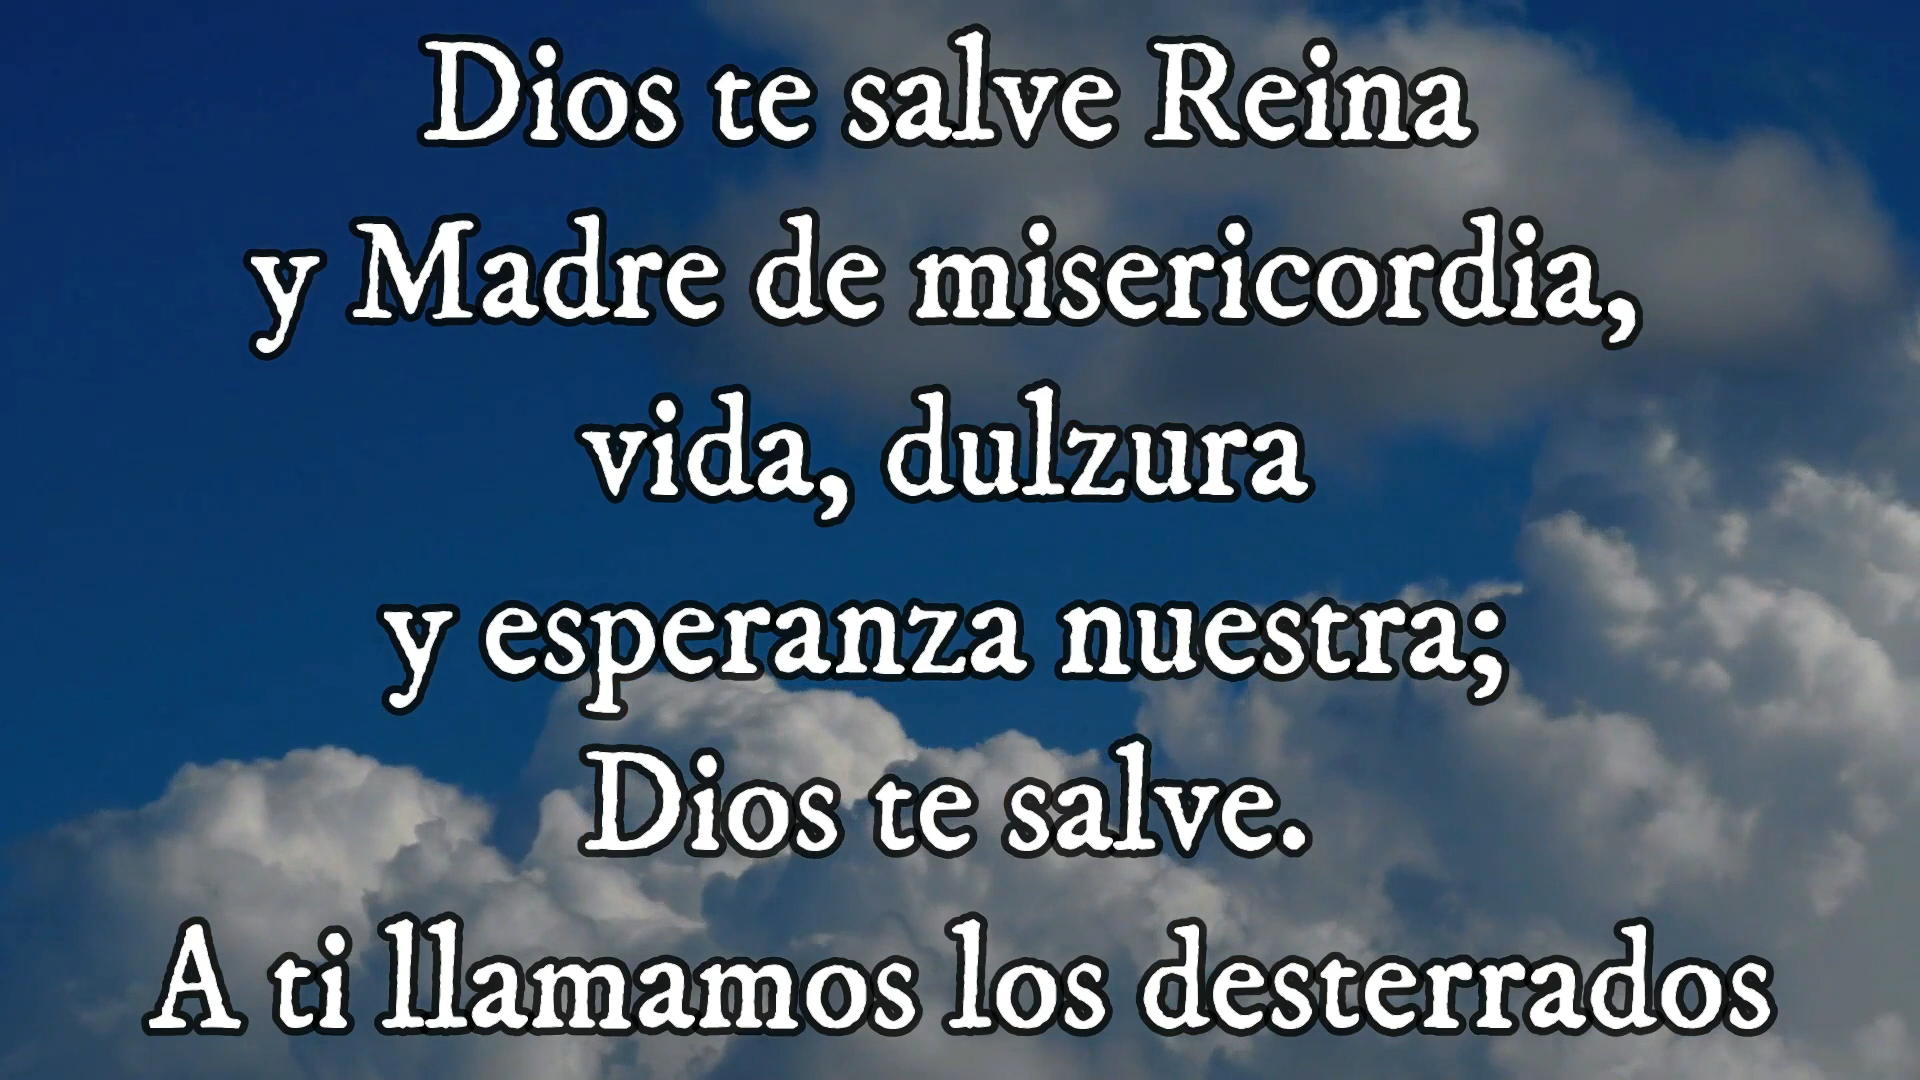 Dios te salve Reina
y Madre de misericordia,
vida, dulzura
y esperanza nuestra;
Dios te salve.
A ti llamamos los desterrados